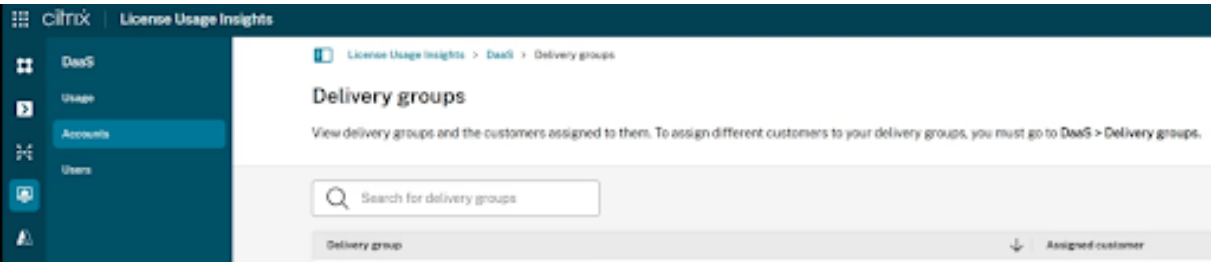 citrix License Usage Insights
DaaS
Usage
Accounts
Users
License Usage Insights > DaaS > Delivery groups
Delivery groups
View delivery groups and the customers assigned to them. To assign different customers to your delivery groups, you must go to DaaS > Delivery groups.
Search for delivery groups
Delivery group Assigned customer